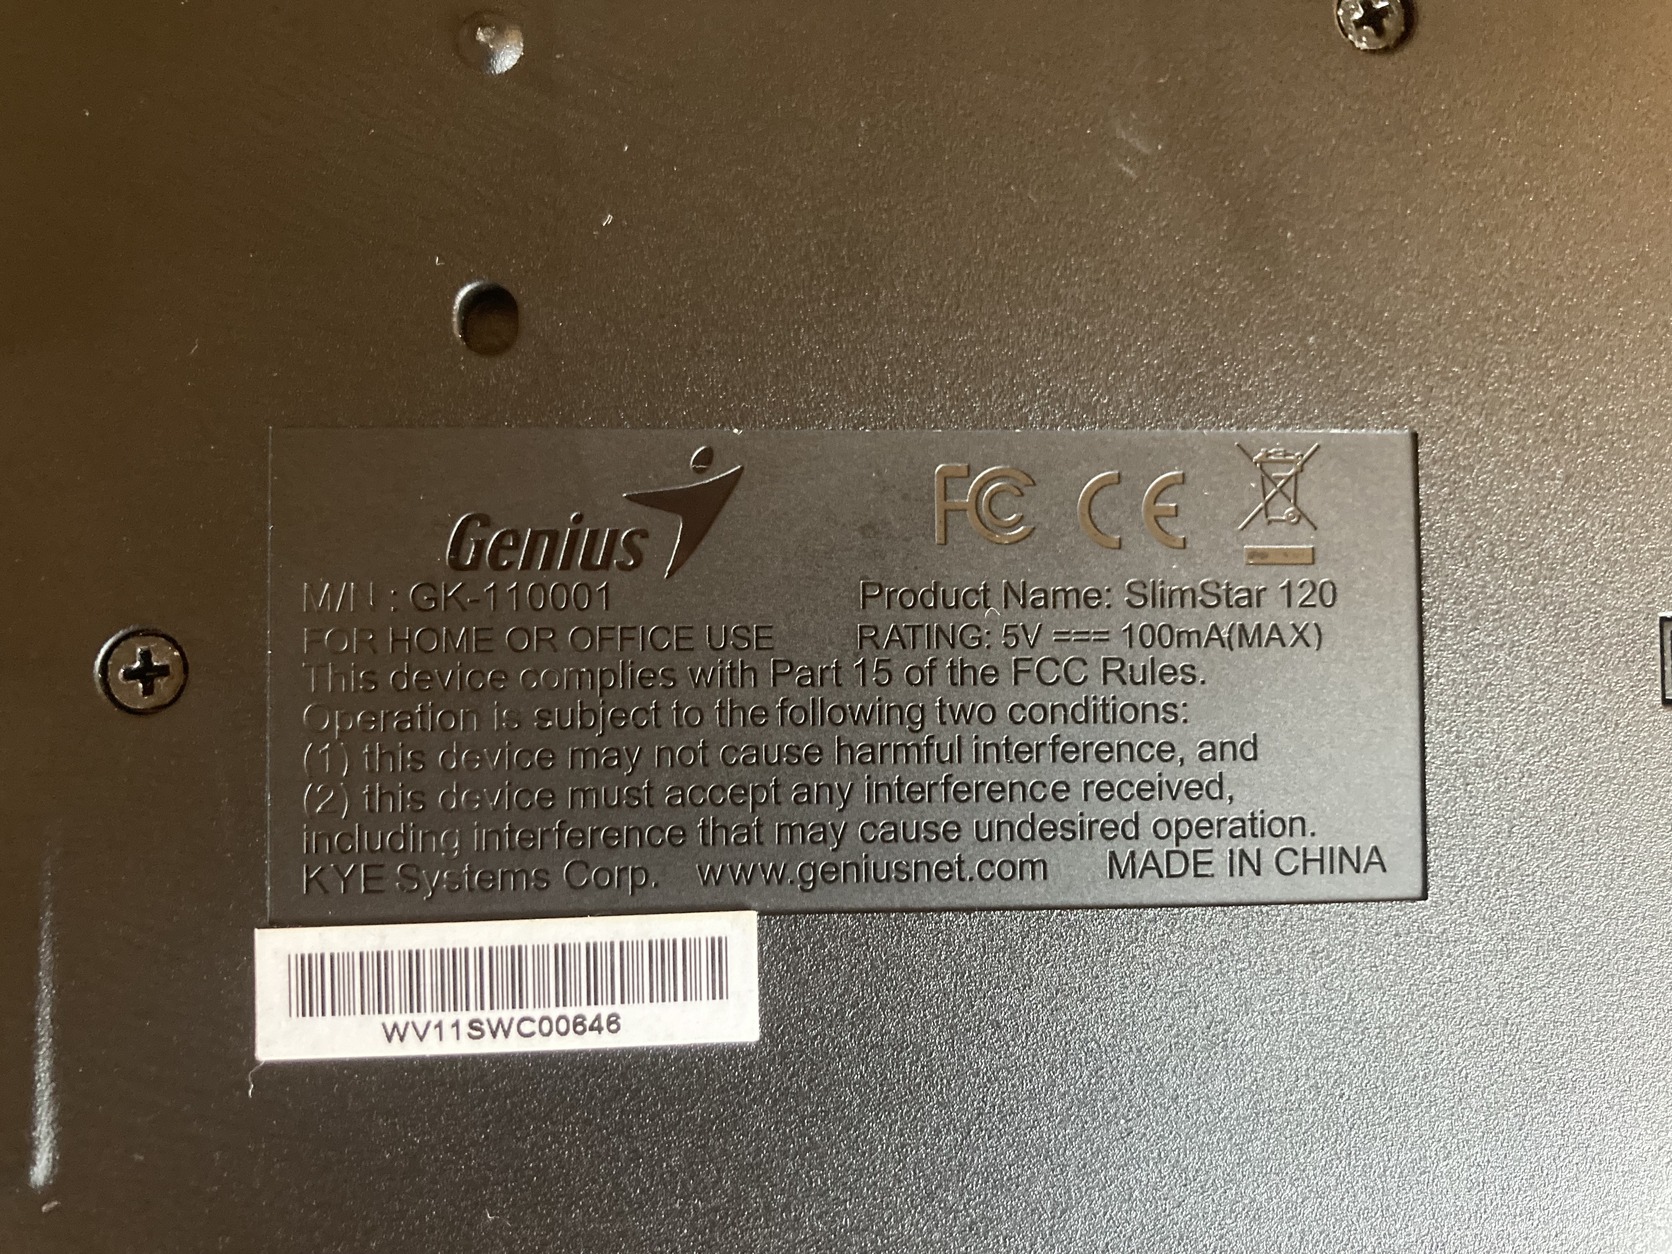 Genius
FC CE
M/N : GK-110001 Product Name: SlimStar 120
FOR HOME OR OFFICE USE RATING: 5V === 100mA(MAX)
This device complies with Part 15 of the FCC Rules.
Operation is subject to the following two conditions:
(1) this device may not cause harmful interference, and
(2) this device must accept any interference received,
including interference that may cause undesired operation.
KYE Systems Corp. www.geniusnet.com MADE IN CHINA
WV11SWC00646